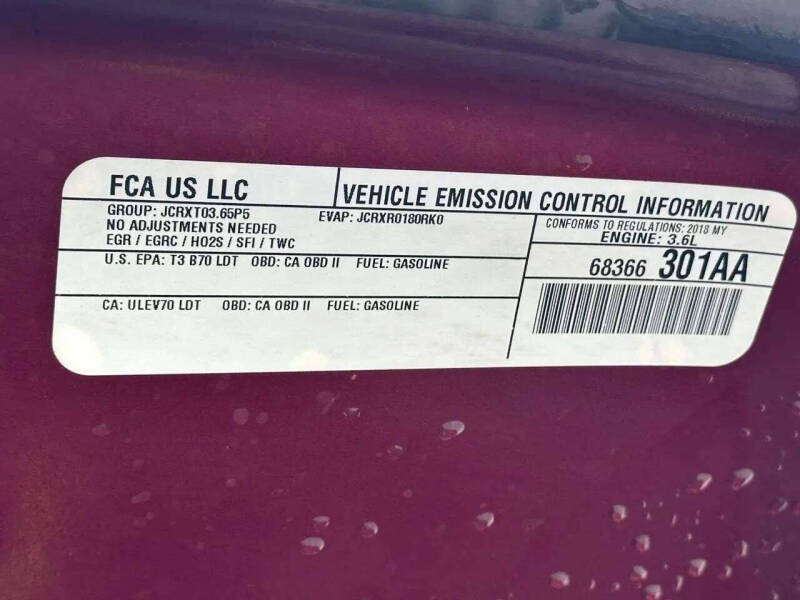 FCA US LLC
VEHICLE EMISSION CONTROL INFORMATION
GROUP: JCRXT03.65P5 EVAP: JCRXR0180RK0
NO ADJUSTMENTS NEEDED
EGR / EGRC / HO2S / SFI / TWC
CONFORMS TO REGULATIONS: 2018 MY
ENGINE: 3.6L
U.S. EPA: T3 B70 LDT OBD: CA OBD II FUEL: GASOLINE
68366 301AA
CA: ULEV70 LDT OBD: CA OBD II FUEL: GASOLINE